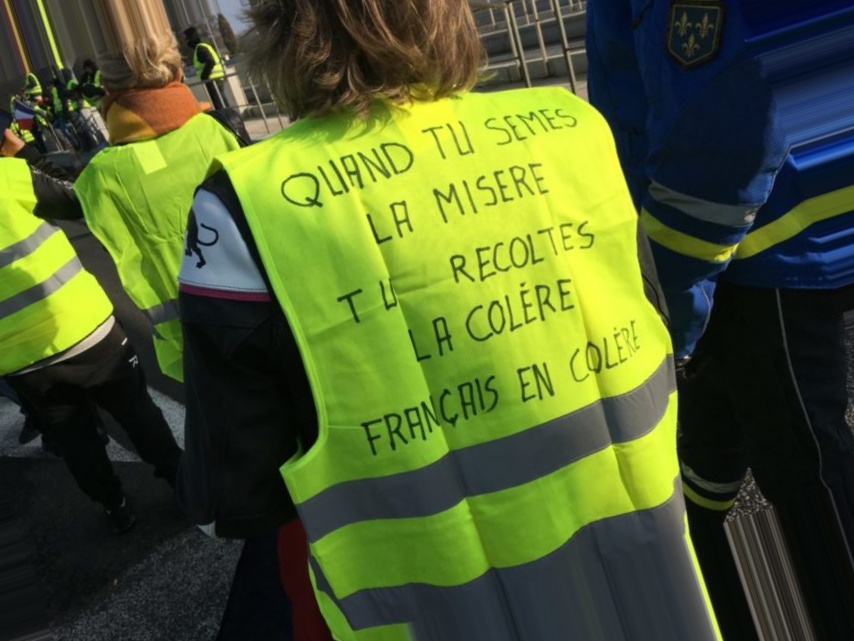 QUAND TU SEMES
LA MISERE
TU RECOLTES
LA COLÈRE
FRANÇAIS EN COLÈRE